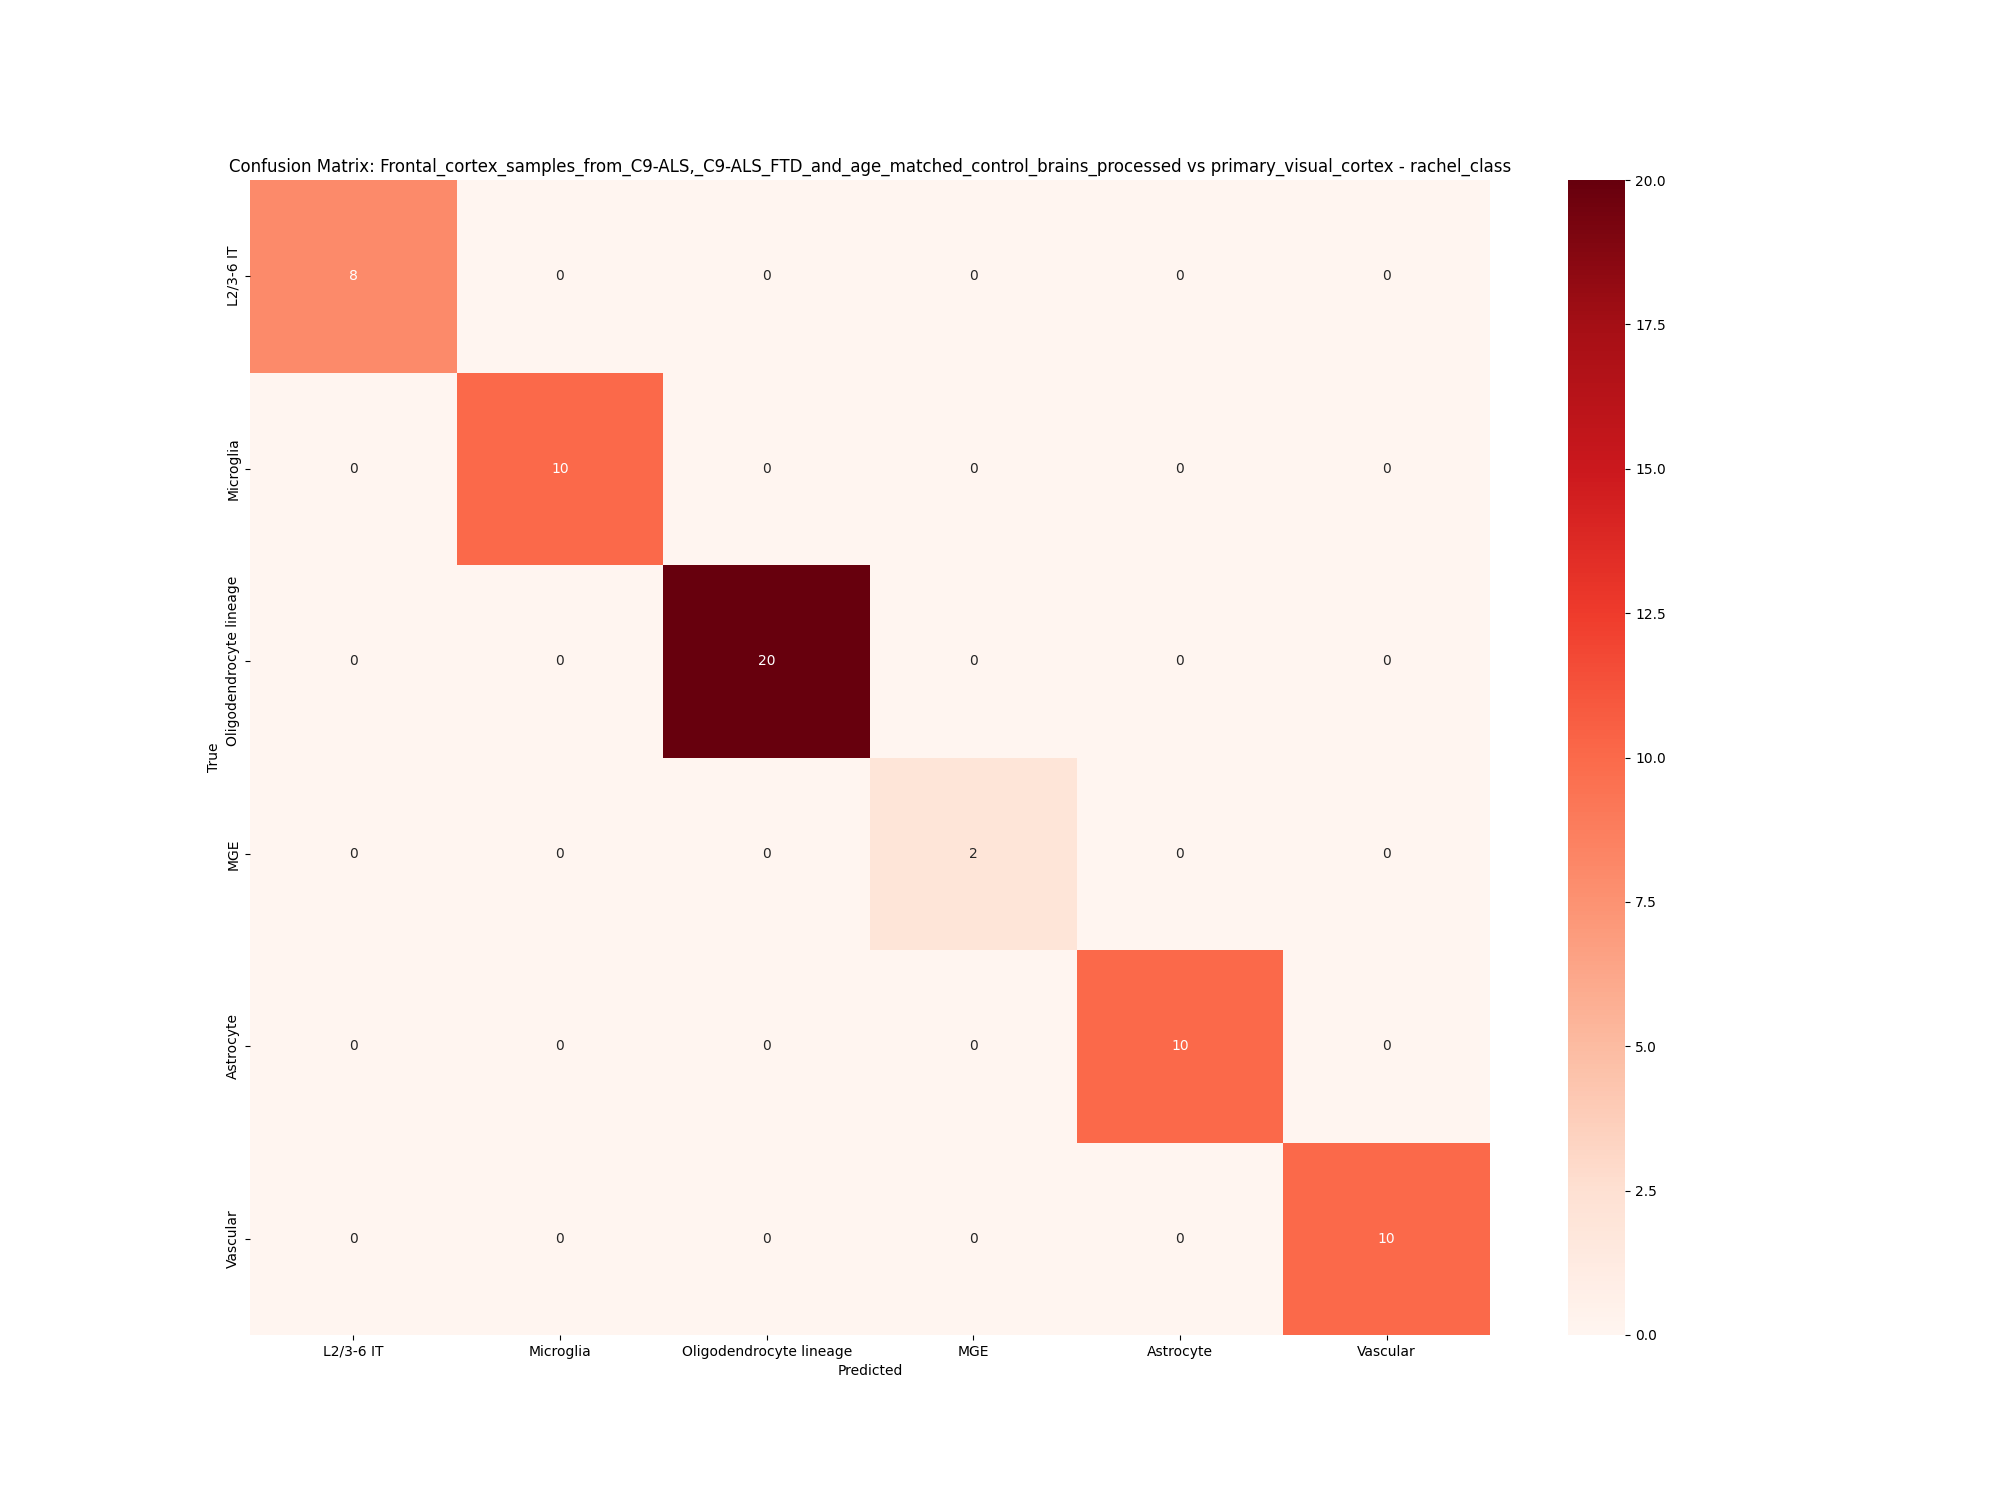 Confusion Matrix: Frontal_cortex_samples_from_C9-ALS,_C9-ALS_FTD_and_age_matched_control_brains_processed vs primary_visual_cortex - rachel_class
True
L2/3-6 IT
8 0 0 0 0 0
Microglia
0 10 0 0 0 0
Oligodendrocyte lineage
0 0 20 0 0 0
MGE
0 0 0 2 0 0
Astrocyte
0 0 0 0 10 0
Vascular
0 0 0 0 0 10
L2/3-6 IT Microglia Oligodendrocyte lineage MGE Astrocyte Vascular
Predicted
20.0
17.5
15.0
12.5
10.0
7.5
5.0
2.5
0.0